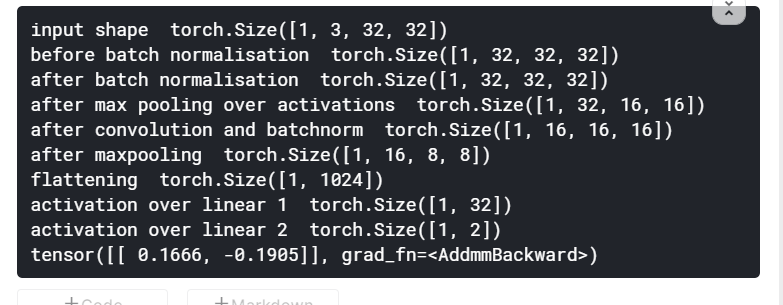 input shape  torch.Size([1, 3, 32, 32])
before batch normalisation  torch.Size([1, 32, 32, 32])
after batch normalisation  torch.Size([1, 32, 32, 32])
after max pooling over activations  torch.Size([1, 32, 16, 16])
after convolution and batchnorm  torch.Size([1, 16, 16, 16])
after maxpooling  torch.Size([1, 16, 8, 8])
flattening  torch.Size([1, 1024])
activation over linear 1  torch.Size([1, 32])
activation over linear 2  torch.Size([1, 2])
tensor([[ 0.1666, -0.1905]], grad_fn=<AddmmBackward>)
+ Code
+ Markdown